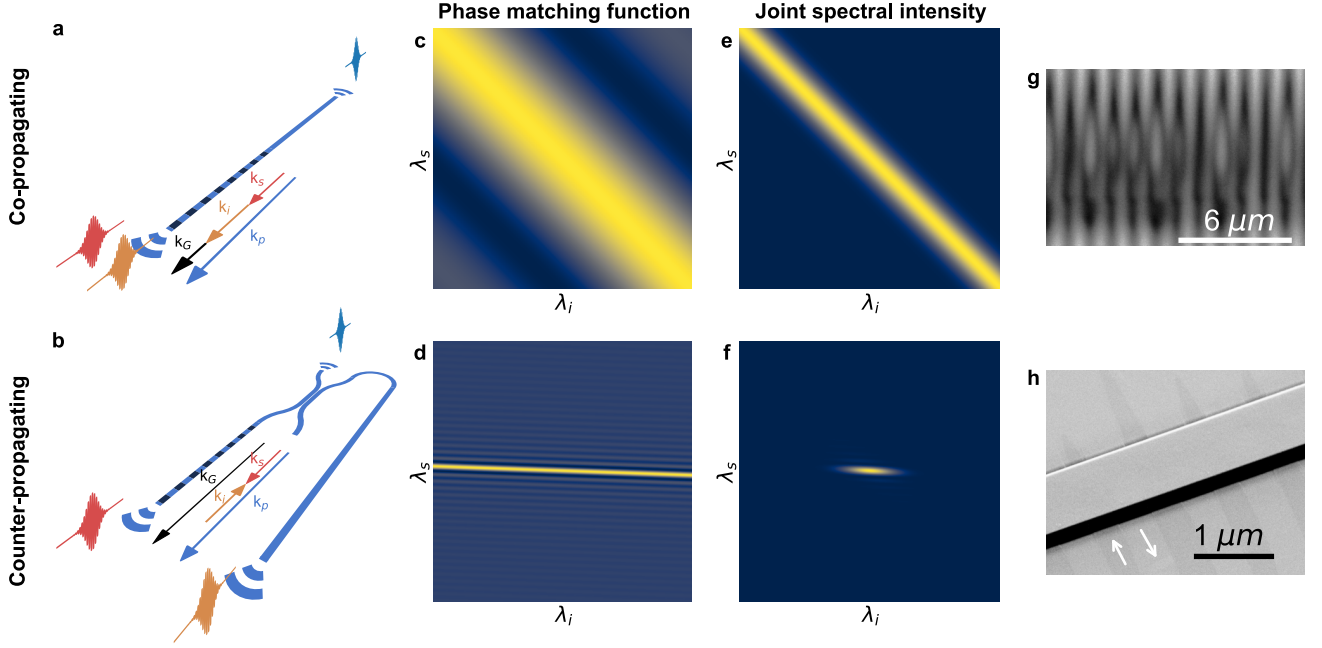 Phase matching function
Joint spectral intensity
Co-propagating
a
k_s
k_i
k_G
k_p
c
λ_s
λ_i
e
λ_s
λ_i
g
6 μm
Counter-propagating
b
k_G
k_s
k_i
k_p
d
λ_s
λ_i
f
λ_s
λ_i
h
1 μm